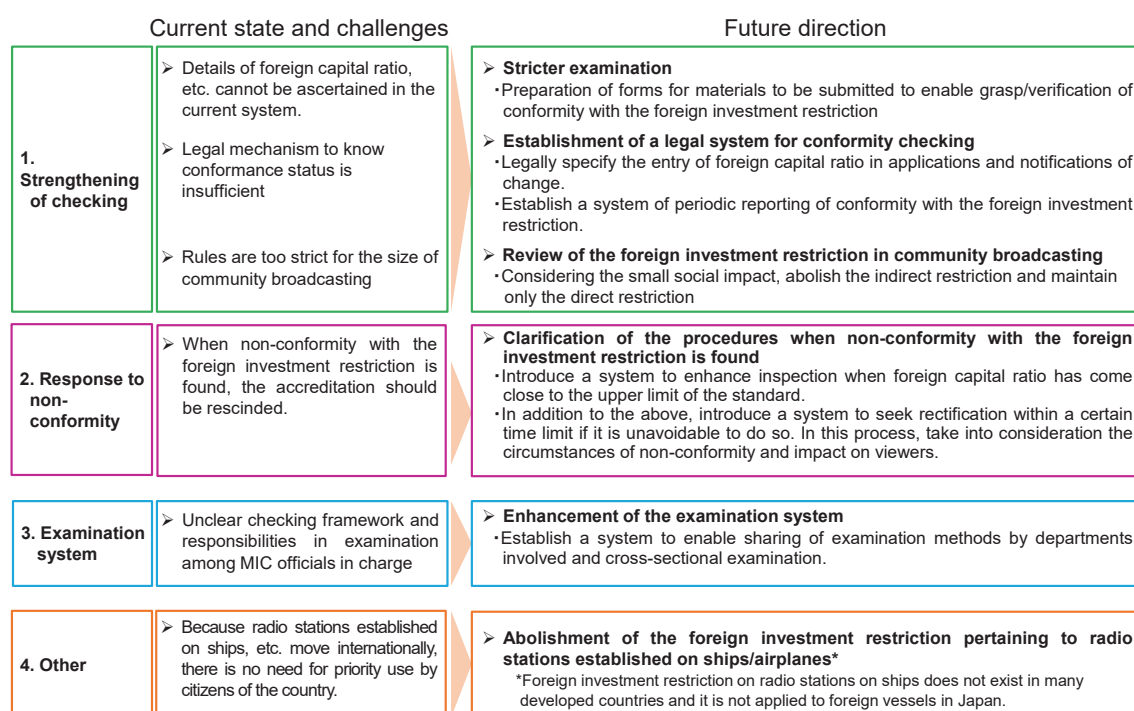 Current state and challenges
Future direction
1.
Strengthening
of checking
➢ Details of foreign capital ratio,
etc. cannot be ascertained in the
current system.
➢ Legal mechanism to know
conformance status is
insufficient
➢ Rules are too strict for the size of
community broadcasting
➢ Stricter examination
・Preparation of forms for materials to be submitted to enable grasp/verification of
conformity with the foreign investment restriction
➢ Establishment of a legal system for conformity checking
・Legally specify the entry of foreign capital ratio in applications and notifications of
change.
・Establish a system of periodic reporting of conformity with the foreign investment
restriction.
➢ Review of the foreign investment restriction in community broadcasting
・Considering the small social impact, abolish the indirect restriction and maintain
only the direct restriction
2. Response to
non-
conformity
➢ When non-conformity with the
foreign investment restriction is
found, the accreditation should
be rescinded.
➢ Clarification of the procedures when non-conformity with the foreign
investment restriction is found
・Introduce a system to enhance inspection when foreign capital ratio has come
close to the upper limit of the standard.
・In addition to the above, introduce a system to seek rectification within a certain
time limit if it is unavoidable to do so. In this process, take into consideration the
circumstances of non-conformity and impact on viewers.
3. Examination
system
➢ Unclear checking framework and
responsibilities in examination
among MIC officials in charge
➢ Enhancement of the examination system
・Establish a system to enable sharing of examination methods by departments
involved and cross-sectional examination.
4. Other
➢ Because radio stations established
on ships, etc. move internationally,
there is no need for priority use by
citizens of the country.
➢ Abolishment of the foreign investment restriction pertaining to radio
stations established on ships/airplanes*
*Foreign investment restriction on radio stations on ships does not exist in many
developed countries and it is not applied to foreign vessels in Japan.